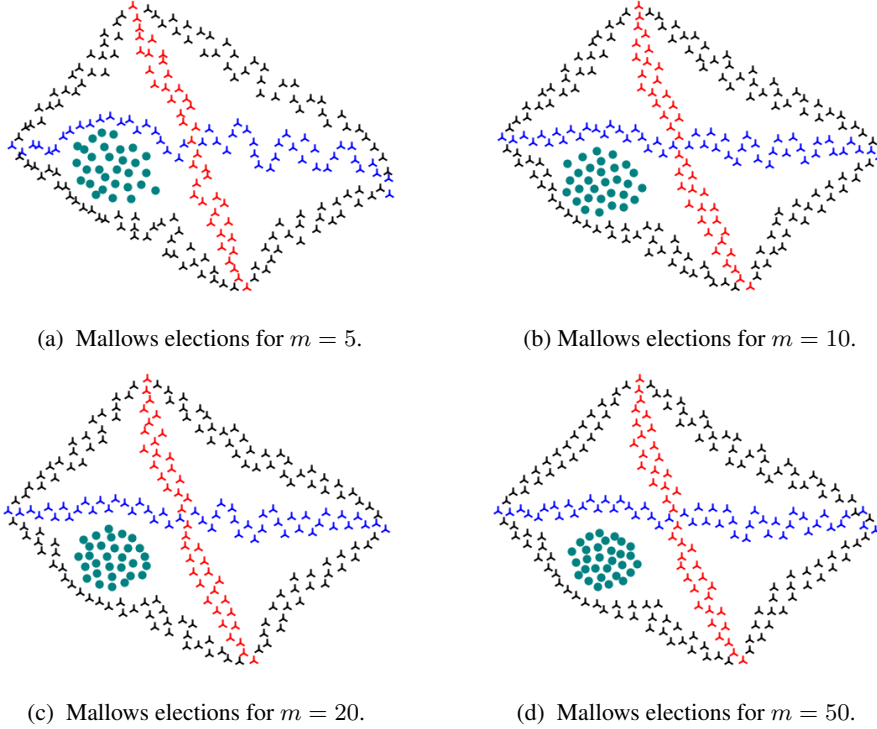 (a) Mallows elections for m = 5.
(b) Mallows elections for m = 10.
(c) Mallows elections for m = 20.
(d) Mallows elections for m = 50.